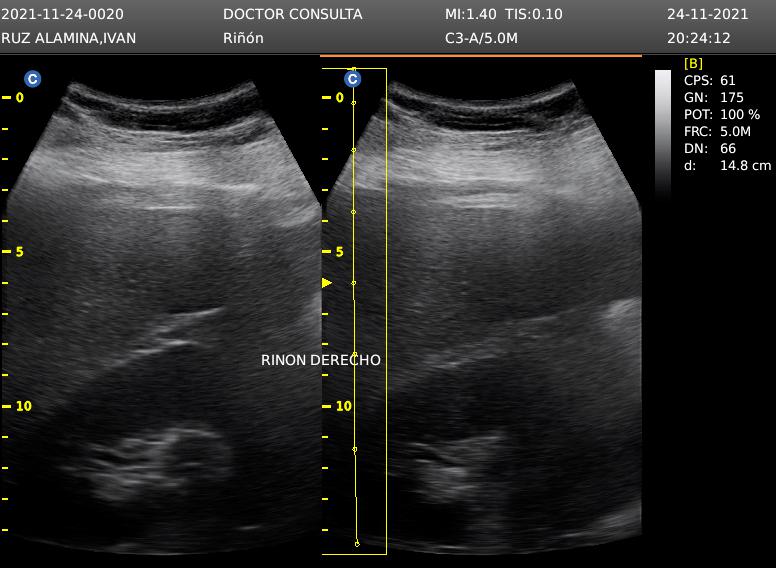 2021-11-24-0020 DOCTOR CONSULTA MI:1.40 TIS:0.10 24-11-2021
RUZ ALAMINA,IVAN Riñón C3-A/5.0M 20:24:12
[B]
CPS: 61
GN: 175
POT: 100 %
FRC: 5.0M
DN: 66
d: 14.8 cm
C C
0 0
5 5
RINON DERECHO
10 10